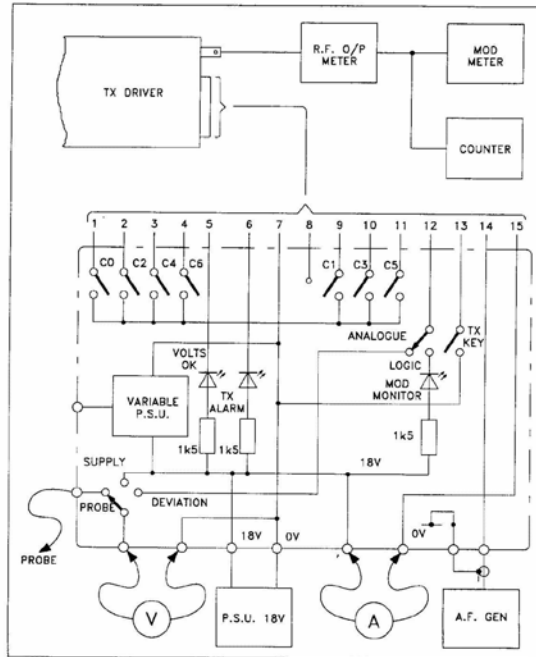 R.F. O/P
METER
MOD
METER
TX DRIVER
COUNTER
1 2 3 4 5 6 7 8 9 10 11 12 13 14 15
C0 C2 C4 C6 C1 C3 C5
ANALOGUE
TX
KEY
LOGIC
VOLTS
OK
MOD
MONITOR
TX
ALARM
VARIABLE
P.S.U.
1k5 1k5 1k5
SUPPLY
18V
PROBE
DEVIATION
18V 0V 0V
PROBE
V P.S.U. 18V A A.F. GEN